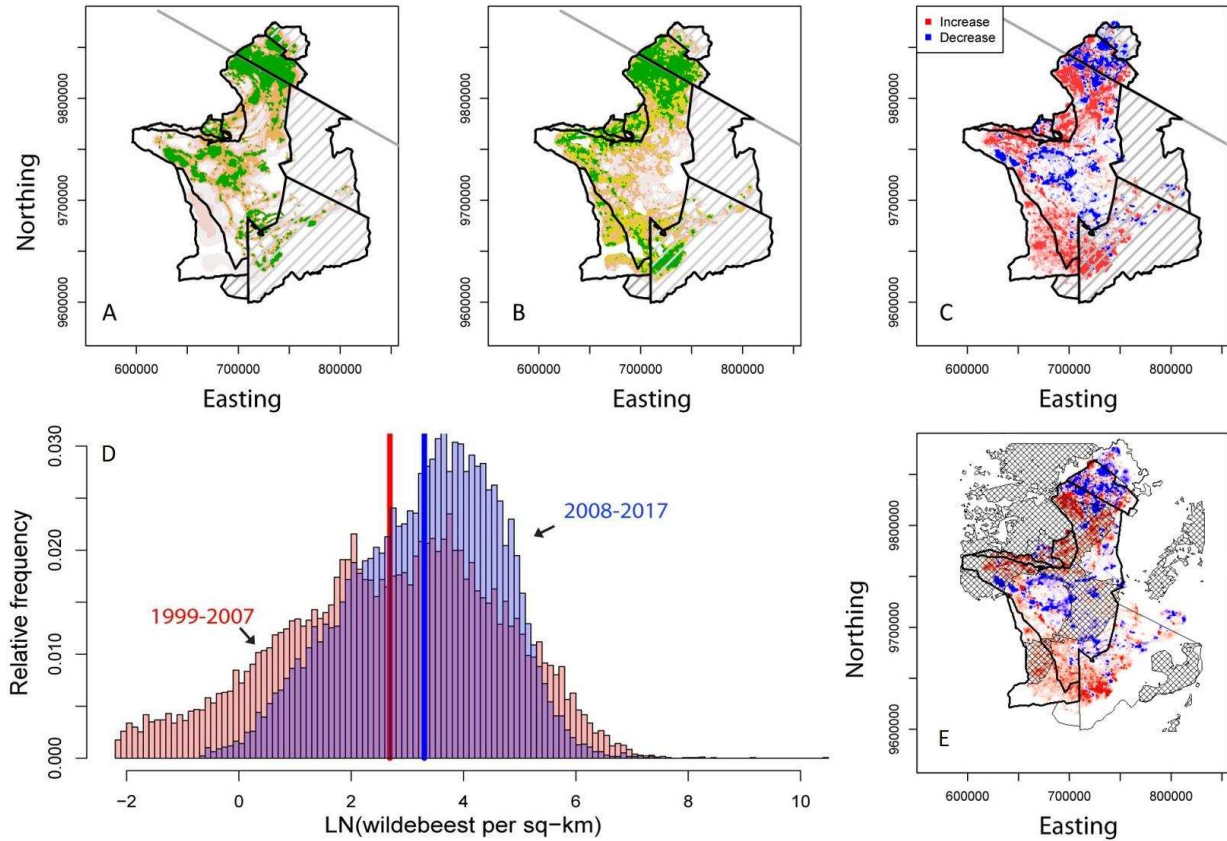 Northing
9800000
9700000
9600000
A
600000 700000 800000
Easting
9800000
9700000
9600000
B
600000 700000 800000
Easting
Increase
Decrease
9800000
9700000
9600000
C
600000 700000 800000
Easting
D
Relative frequency
0.030
0.020
0.010
0.000
1999-2007
2008-2017
−2 0 2 4 6 8 10
LN(wildebeest per sq−km)
Northing
9800000
9700000
9600000
E
600000 700000 800000
Easting